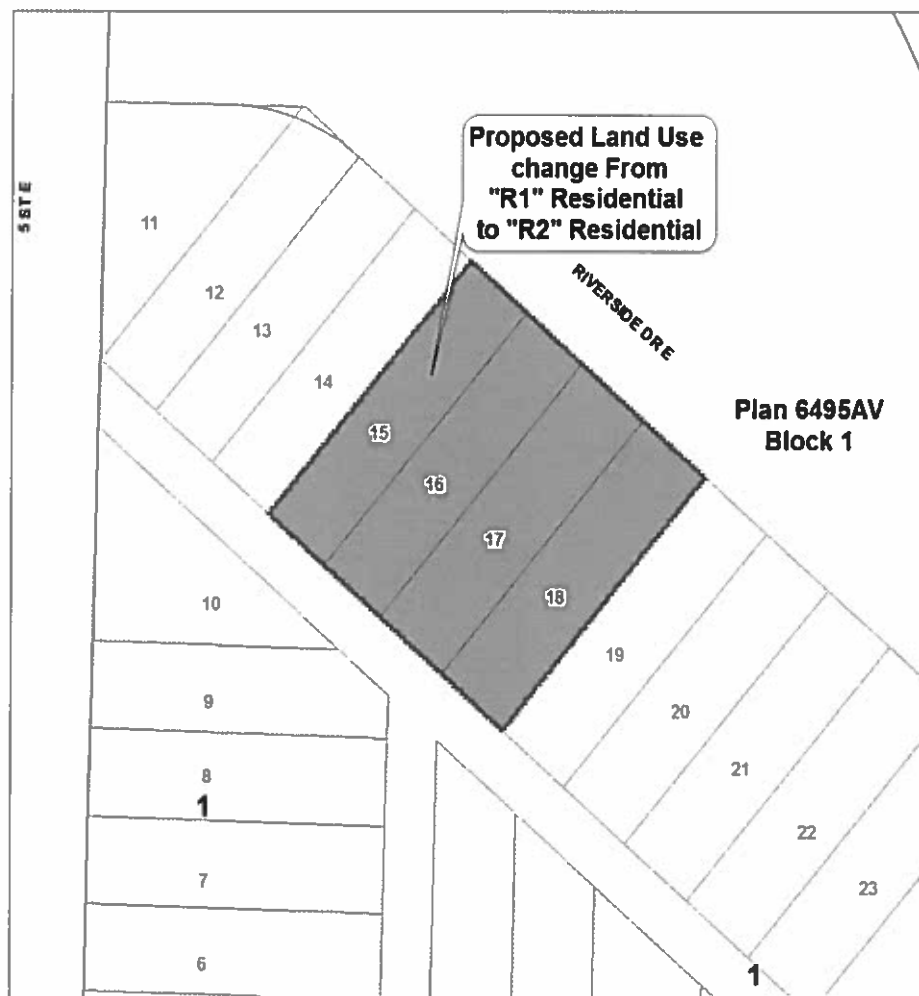 Proposed Land Use
change From
"R1" Residential
to "R2" Residential
5 ST E
RIVERSIDE DR E
Plan 6495AV
Block 1
11
12
13
14
15
16
17
18
19
20
21
22
23
10
9
8
1
7
6
1